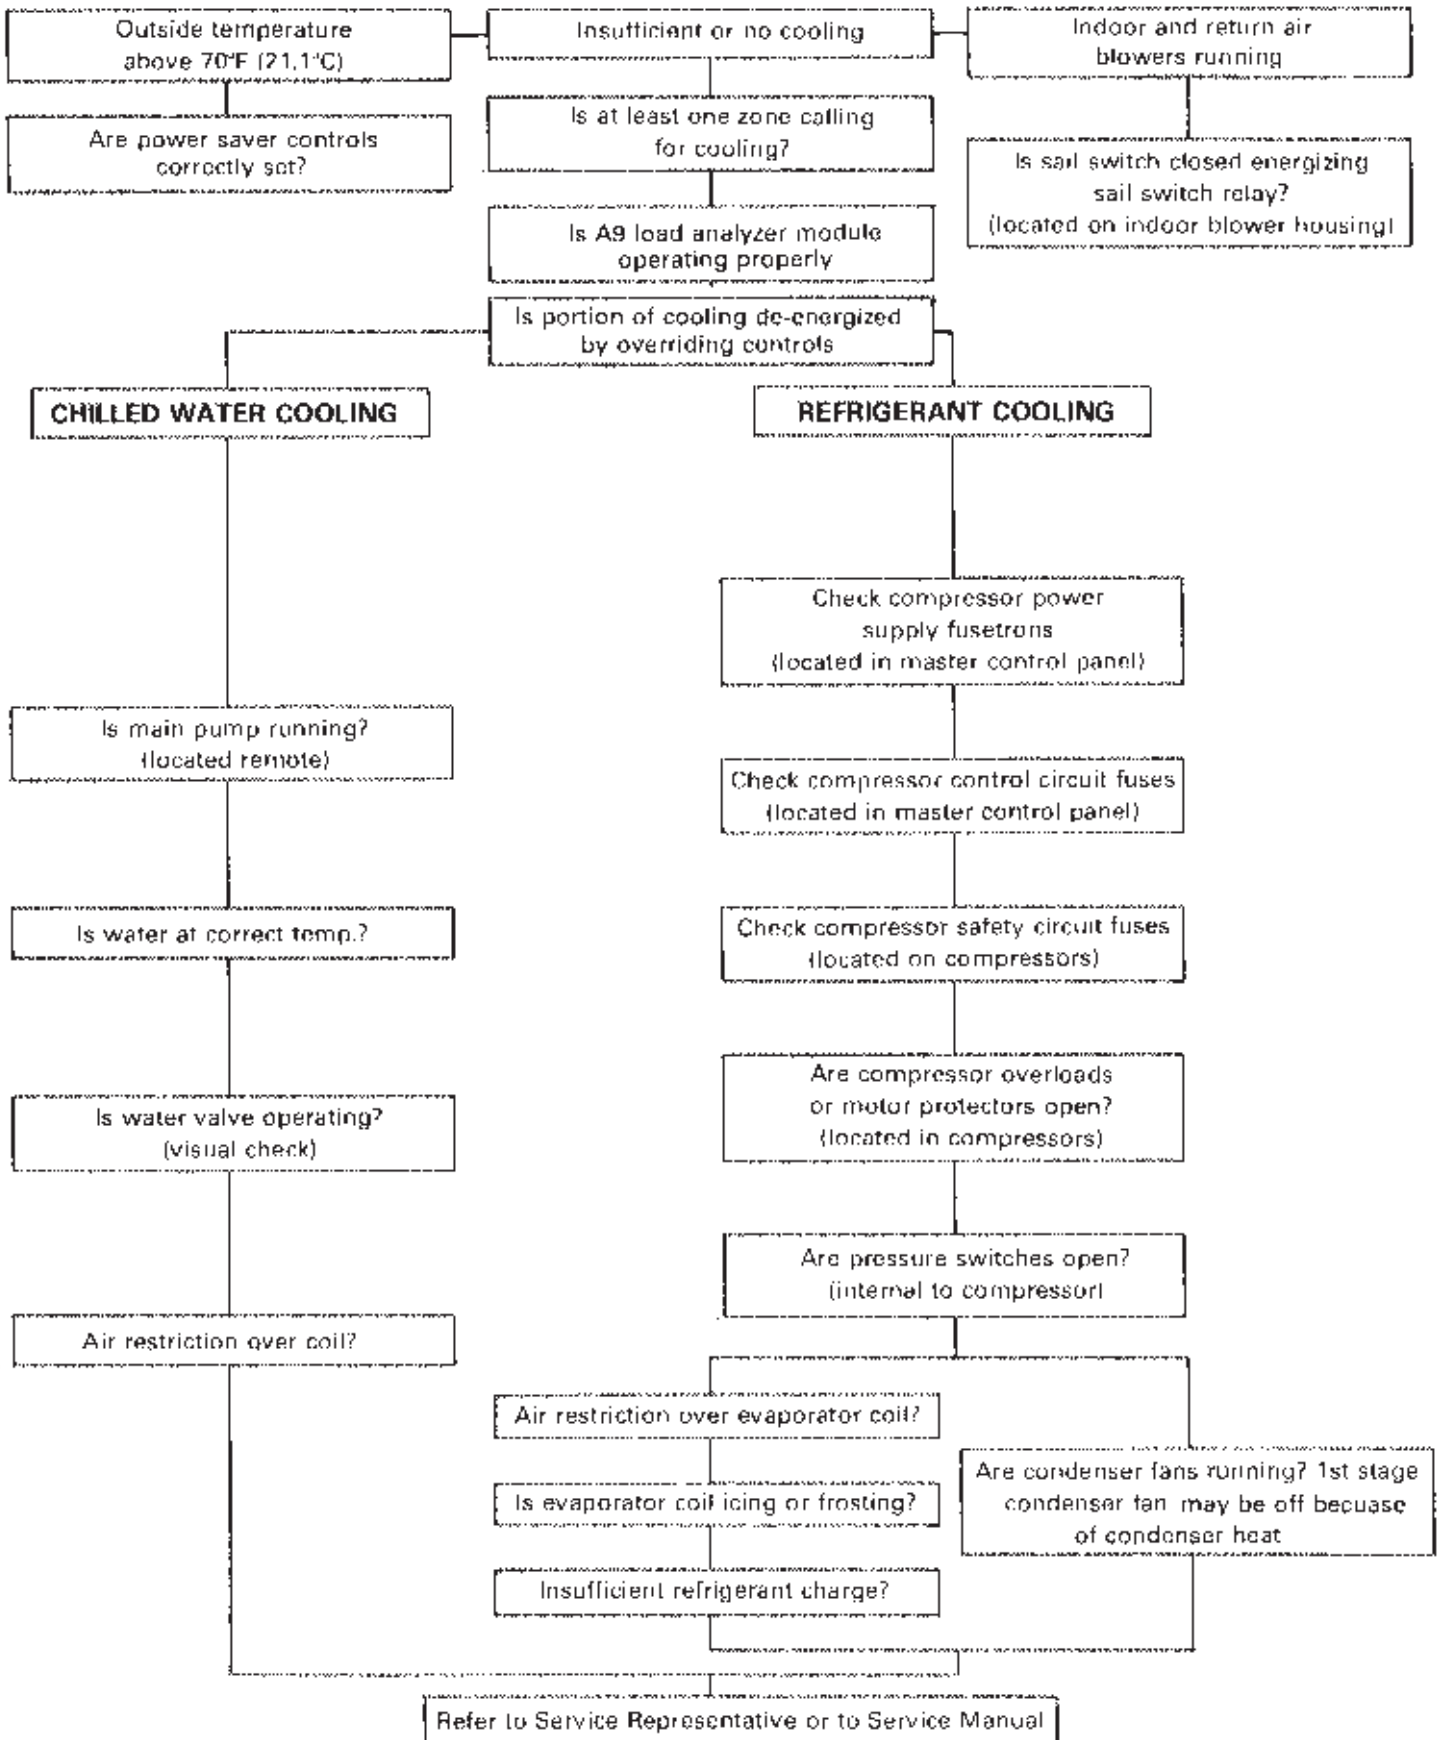 Outside temperature
above 70°F (21,1°C)
Insufficient or no cooling
Indoor and return air
blowers running
Are power saver controls
correctly set?
Is at least one zone calling
for cooling?
Is sail switch closed energizing
sail switch relay?
(located on indoor blower housing)
Is A9 load analyzer module
operating properly
Is portion of cooling de-energized
by overriding controls
CHILLED WATER COOLING
REFRIGERANT COOLING
Check compressor power
supply fusetrons
(located in master control panel)
Is main pump running?
(located remote)
Check compressor control circuit fuses
(located in master control panel)
Is water at correct temp.?
Check compressor safety circuit fuses
(located on compressors)
Is water valve operating?
(visual check)
Are compressor overloads
or motor protectors open?
(located in compressors)
Are pressure switches open?
(internal to compressor)
Air restriction over coil?
Air restriction over evaporator coil?
Is evaporator coil icing or frosting?
Insufficient refrigerant charge?
Are condenser fans running? 1st stage
condenser fan may be off becuase
of condenser heat
Refer to Service Representative or to Service Manual